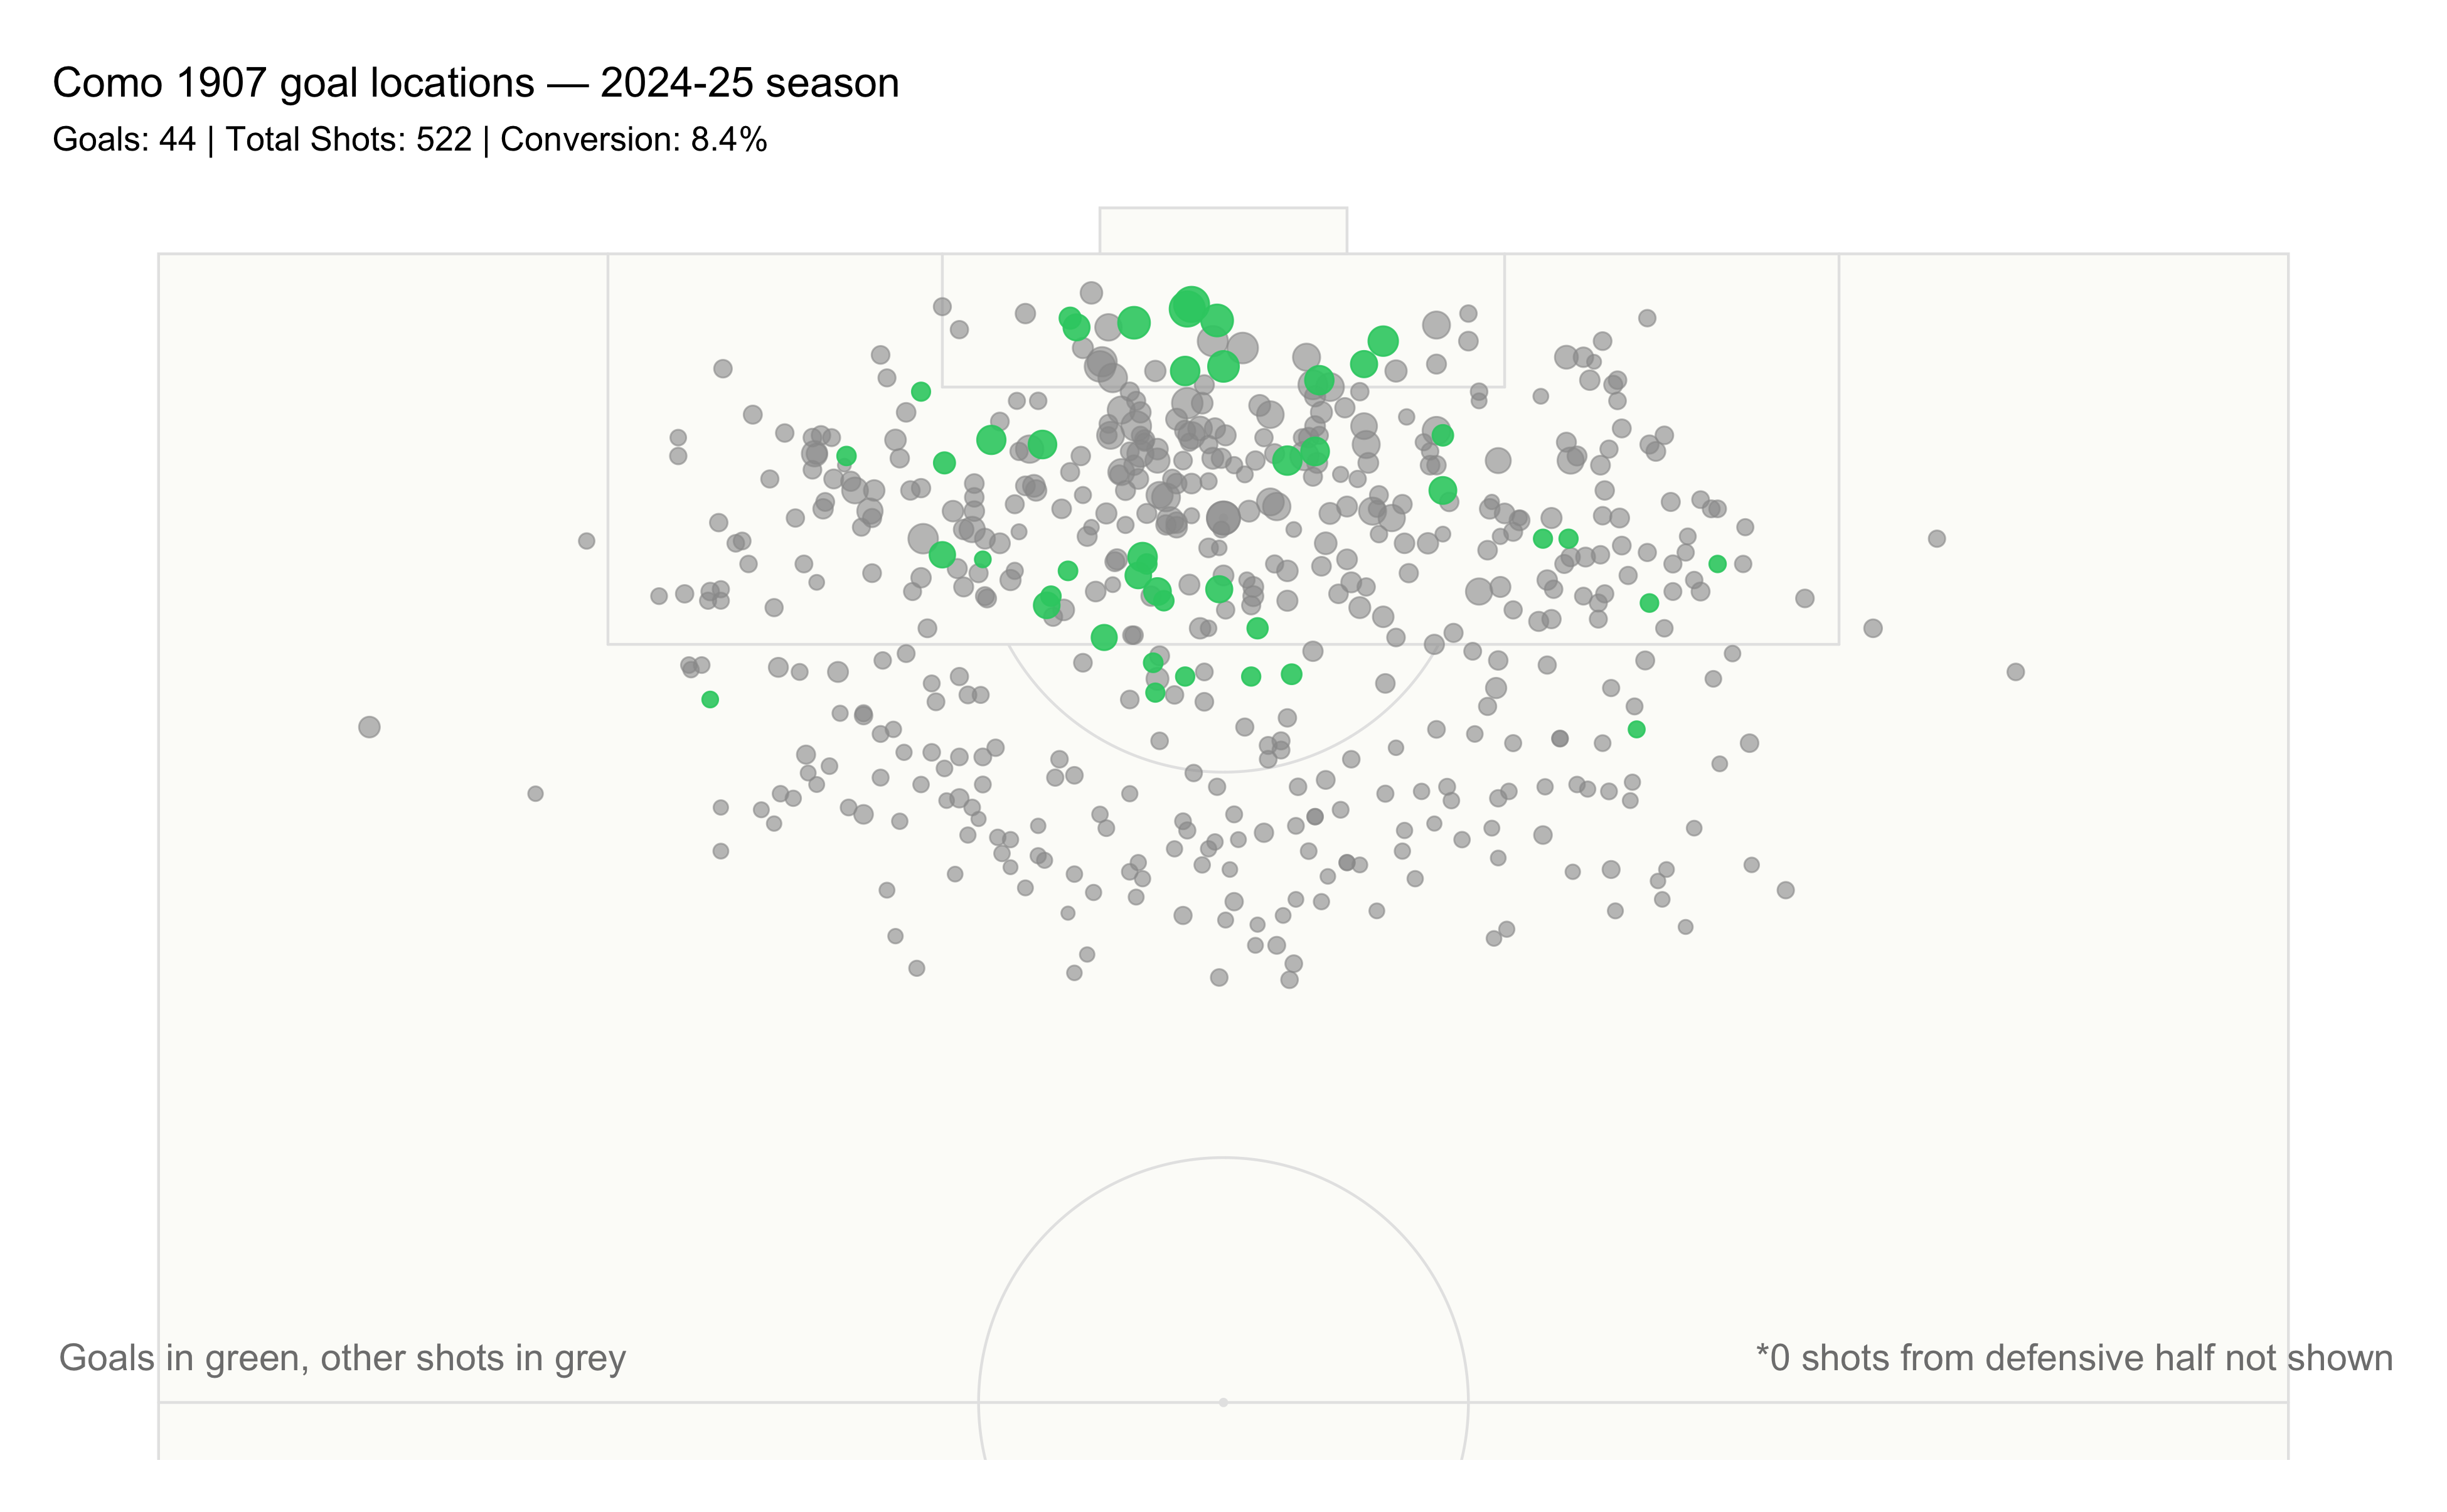 Como 1907 goal locations — 2024-25 season
Goals: 44 | Total Shots: 522 | Conversion: 8.4%
Goals in green, other shots in grey
*0 shots from defensive half not shown